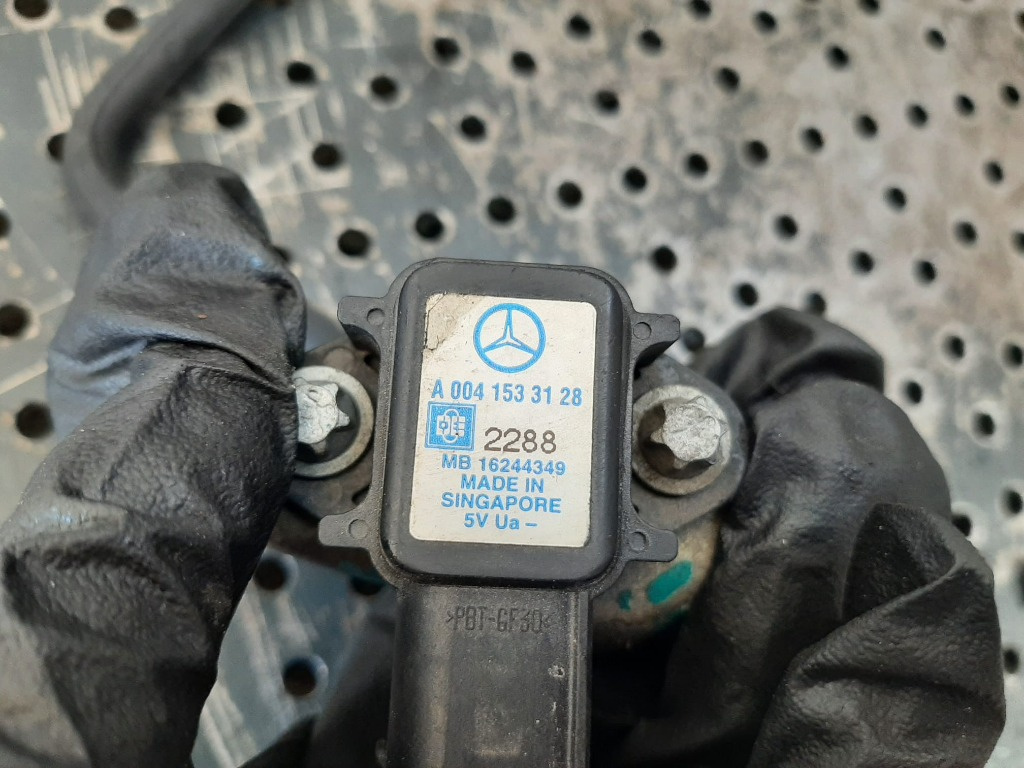 A 004 153 31 28
2288
MB 16244349
MADE IN
SINGAPORE
5V Ua –
>PBT-GF30<